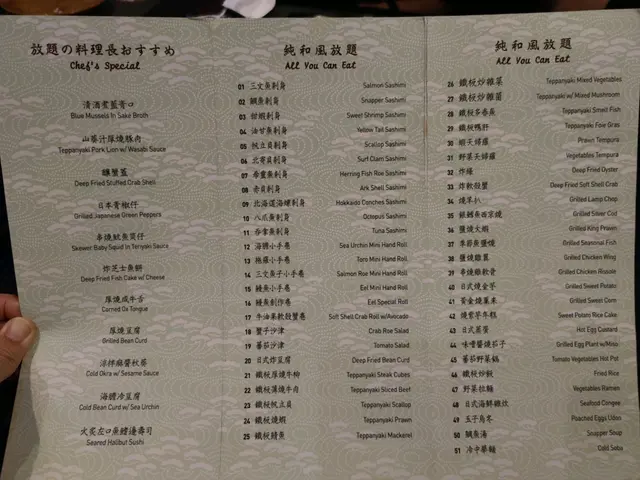 放題の料理長おすすめ
Chef's Special
清酒煮藍青口
Blue Mussels In Sake Broth
山葵汁厚燒豚肉
Teppanyaki Pork Lion w/ Wasabi Sauce
釀蟹蓋
Deep Fried Stuffed Crab Shell
日本青椒仔
Grilled Japanese Green Peppers
串燒魷魚筒仔
Skewer Baby Squid In Teriyaki Sauce
炸芝士魚餅
Deep Fried Fish Cake w/ Cheese
厚燒咸牛舌
Corned Ox Tongue
厚燒豆腐
Grilled Bean Curd
涼拌麻醬秋葵
Cold Okra w/ Sesame Sauce
海膽冷豆腐
Cold Bean Curd w/ Sea Urchin
火炙左口魚鰭邊壽司
Seared Halibut Sushi
純和風放題
All You Can Eat
01 三文魚刺身 Salmon Sashimi
02 鯛魚刺身 Snapper Sashimi
03 甜蝦刺身 Sweet Shrimp Sashimi
04 油甘魚刺身 Yellow Tail Sashimi
05 帆立貝刺身 Scallop Sashimi
06 北寄貝刺身 Surf Clam Sashimi
07 希靈魚刺身 Herring Fish Roe Sashimi
08 赤貝刺身 Ark Shell Sashimi
09 北海道海螺刺身 Hokkaido Conches Sashimi
10 八爪魚刺身 Octopus Sashimi
11 吞拿魚刺身 Tuna Sashimi
12 海膽小手卷 Sea Urchin Mini Hand Roll
13 拖羅小手卷 Toro Mini Hand Roll
14 三文魚子小手卷 Salmon Roe Mini Hand Roll
15 鰻魚小手卷 Eel Mini Hand Roll
16 鰻魚創作卷 Eel Special Roll
17 牛油果軟殼蟹卷 Soft Shell Crab Roll w/Avocado
18 蟹子沙律 Crab Roe Salad
19 蕃茄沙律 Tomato Salad
20 日式炸豆腐 Deep Fried Bean Curd
21 鐵板厚燒牛柳 Teppanyaki Steak Cubes
22 鐵板薄燒牛肉 Teppanyaki Sliced Beef
23 鐵板帆立貝 Teppanyaki Scallop
24 鐵板燒蝦 Teppanyaki Prawn
25 鐵板鯖魚 Teppanyaki Mackerel
純和風放題
All You Can Eat
26 鐵板炒雜菜 Teppanyaki Mixed Vegetables
27 鐵板炒雜菌 Teppanyaki w/ Mixed Mushroom
28 鐵板多春魚 Teppanyaki Smelt Fish
29 鐵板鴨肝 Teppanyaki Foie Gras
30 蝦天婦羅 Prawn Tempura
31 野菜天婦羅 Vegetables Tempura
32 炸蠔 Deep Fried Oyster
33 炸軟殼蟹 Deep Fried Soft Shell Crab
34 燒羊扒 Grilled Lamp Chop
35 銀鱈魚西京燒 Grilled Silver Cod
36 鹽燒大蝦 Grilled King Prawn
37 季節魚鹽燒 Grilled Seasonal Fish
38 鹽燒雞翼 Grilled Chicken Wing
39 串燒雞軟骨 Grilled Chicken Rissole
40 日式燒金芋 Grilled Sweet Potato
41 黃金燒粟米 Grilled Sweet Corn
42 燒紫芋年糕 Sweet Potato Rice Cake
43 日式蒸蛋 Hot Egg Custard
44 味噌醬燒茄子 Grilled Egg Plant w/Miso
45 蕃茄野菜鍋 Tomato Vegetables Hot Pot
46 鐵板炒飯 Fried Rice
47 野菜拉麵 Vegetables Ramen
48 日式海鮮雜炊 Seafood Congee
49 玉子烏冬 Poached Eggs Udon
50 鯛魚湯 Snapper Soup
51 冷中華麵 Cold Soba